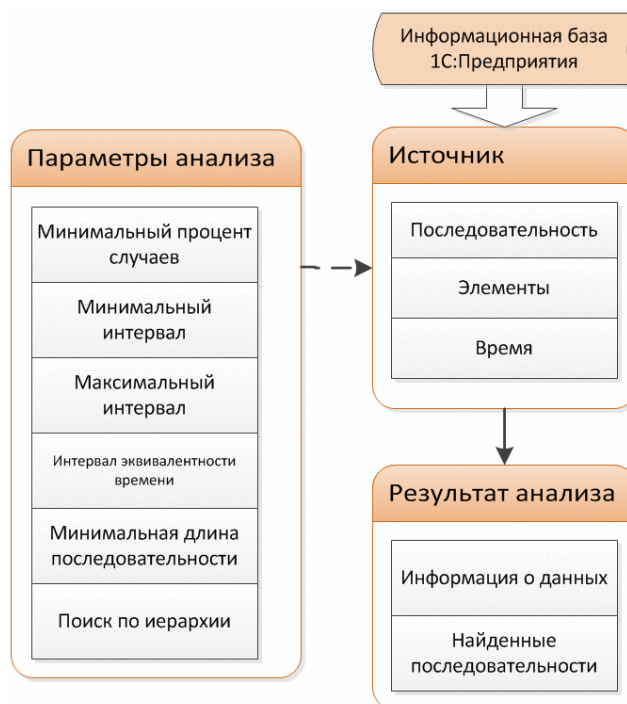 Информационная база
1С:Предприятия
Параметры анализа
Минимальный процент
случаев
Минимальный
интервал
Максимальный
интервал
Интервал эквивалентности
времени
Минимальная длина
последовательности
Поиск по иерархии
Источник
Последовательность
Элементы
Время
Результат анализа
Информация о данных
Найденные
последовательности